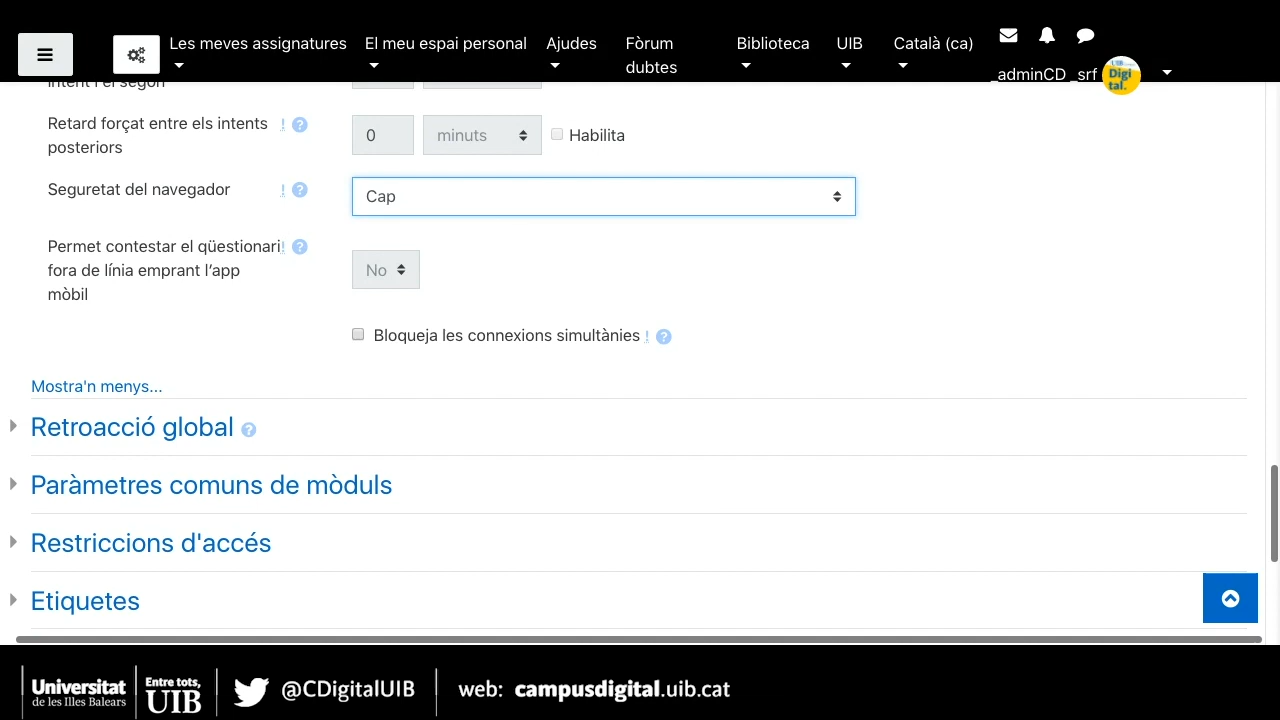 Les meves assignatures
El meu espai personal
Ajudes
Fòrum
dubtes
Biblioteca
UIB
Català (ca)
_adminCD _srf
Digi
tal.
intent i el segon
Retard forçat entre els intents
posteriors
! ?
0
minuts
Habilita
Seguretat del navegador
! ?
Cap
Permet contestar el qüestionari
fora de línia emprant l’app
mòbil
! ?
No
Bloqueja les connexions simultànies ! ?
Mostra'n menys...
Retroacció global ?
Paràmetres comuns de mòduls
Restriccions d'accés
Etiquetes
Universitat
de les Illes Balears
Entre tots,
UIB
@CDigitalUIB
web: campusdigital.uib.cat